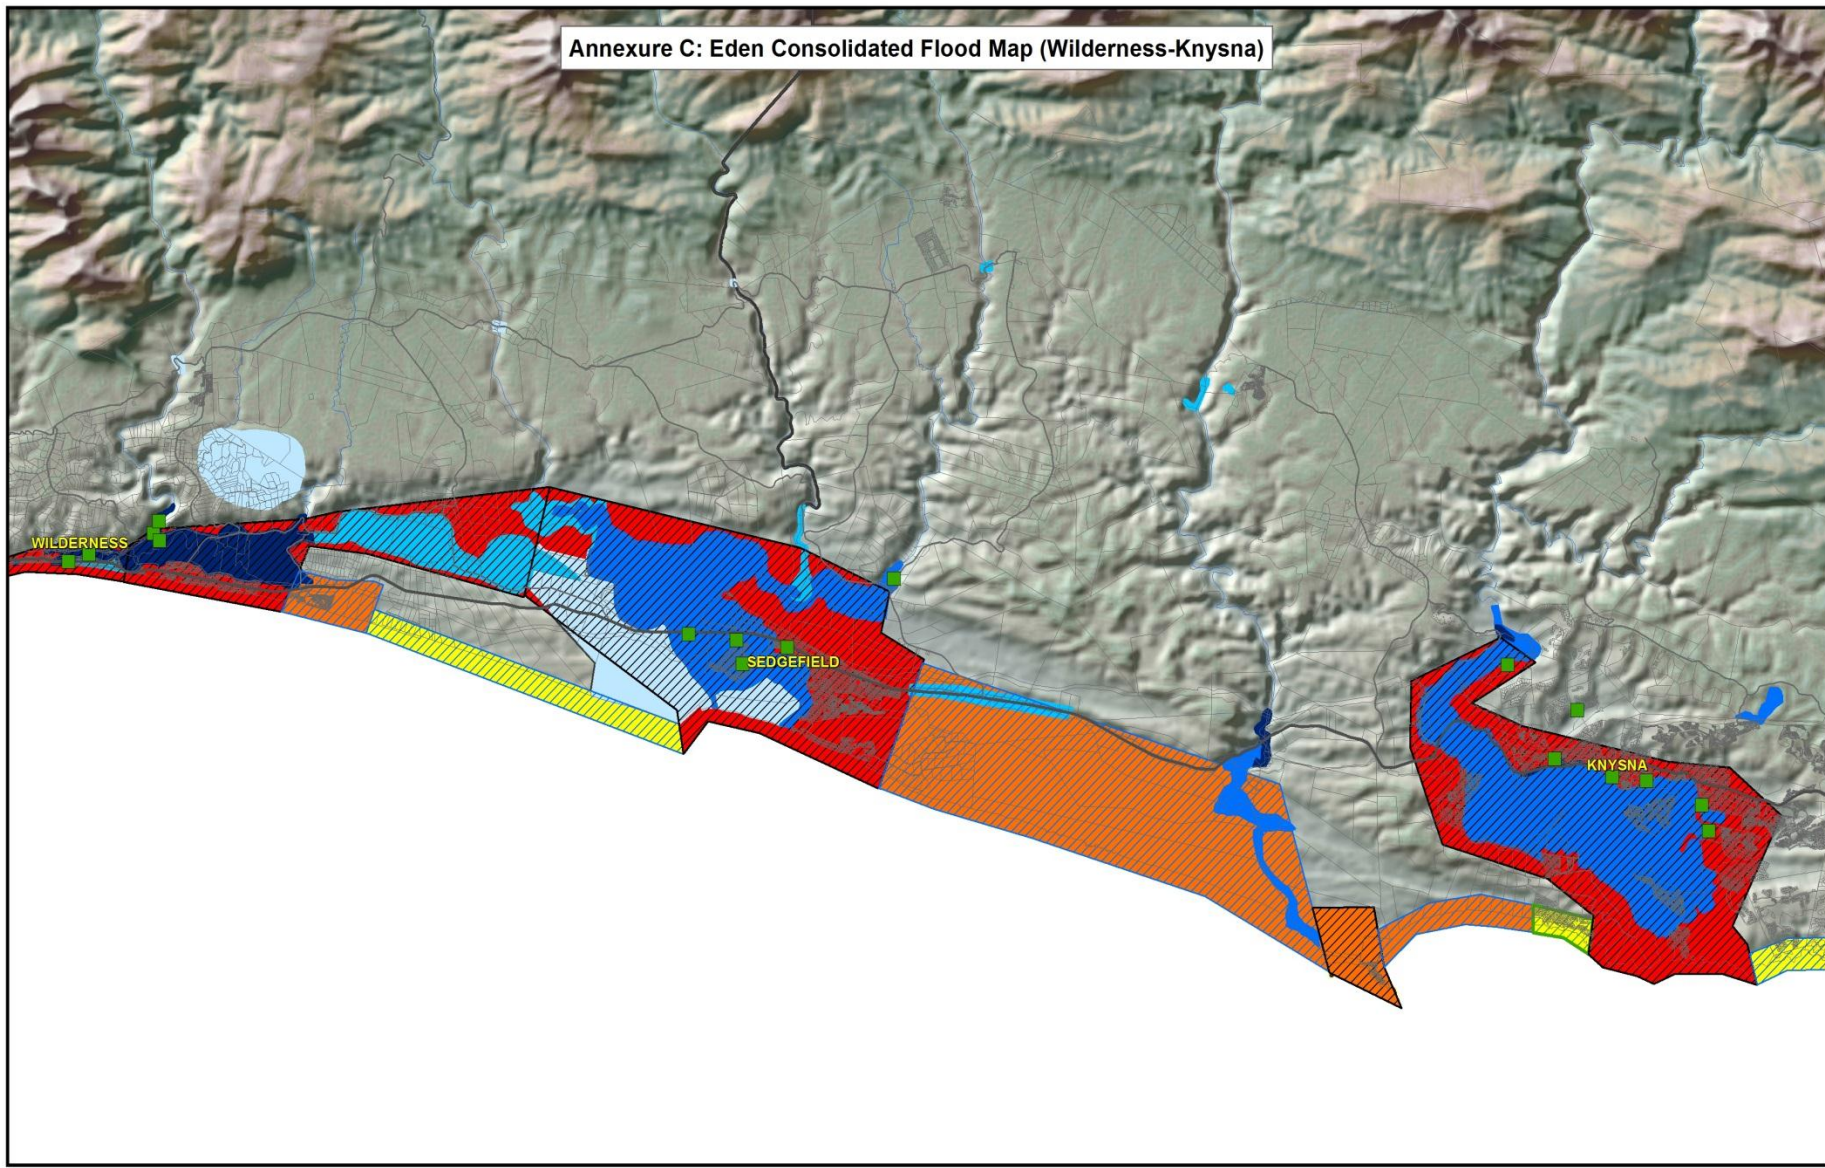 Annexure C: Eden Consolidated Flood Map (Wilderness-Knysna)
WILDERNESS
SEDGEFIELD
KNYSNA